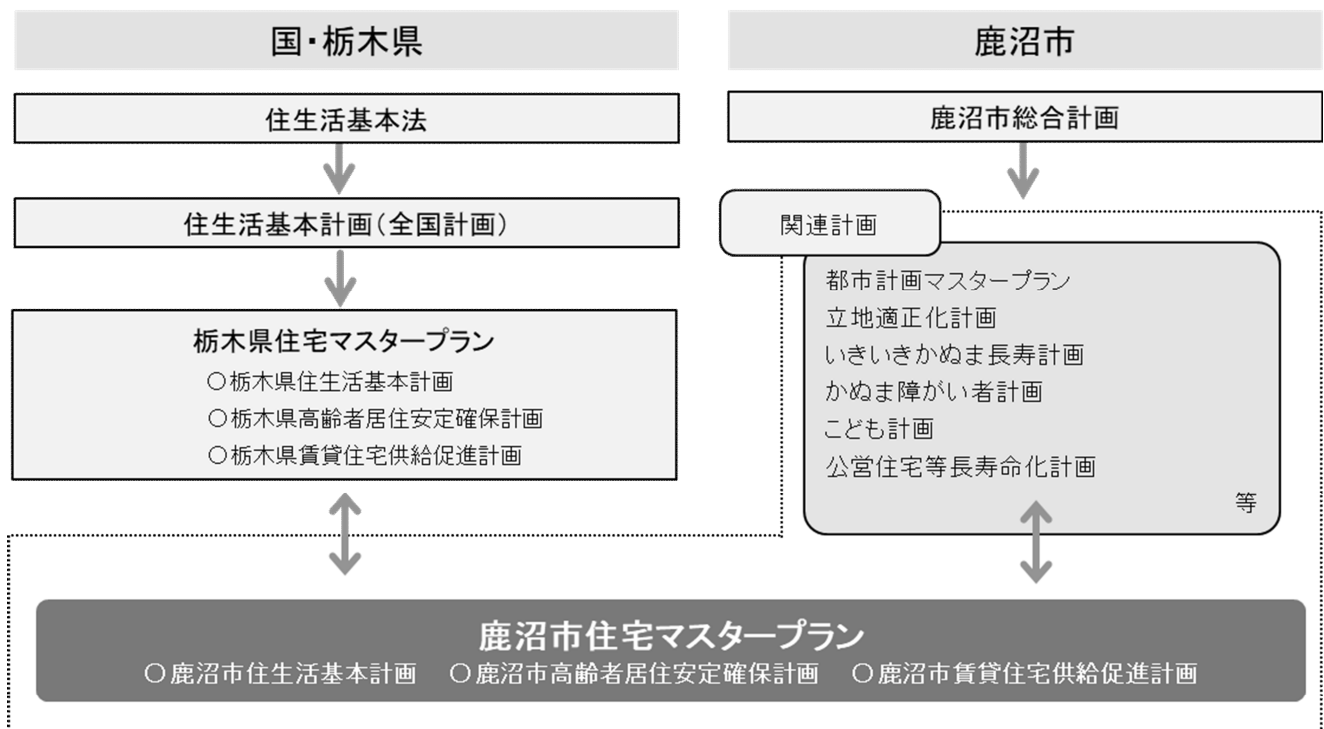 国・栃木県
住生活基本法
住生活基本計画(全国計画)
栃木県住宅マスタープラン
○栃木県住生活基本計画
○栃木県高齢者居住安定確保計画
○栃木県賃貸住宅供給促進計画
鹿沼市
鹿沼市総合計画
関連計画
都市計画マスタープラン
立地適正化計画
いきいきかぬま長寿計画
かぬま障がい者計画
こども計画
公営住宅等長寿命化計画
等
鹿沼市住宅マスタープラン
○鹿沼市住生活基本計画 ○鹿沼市高齢者居住安定確保計画 ○鹿沼市賃貸住宅供給促進計画